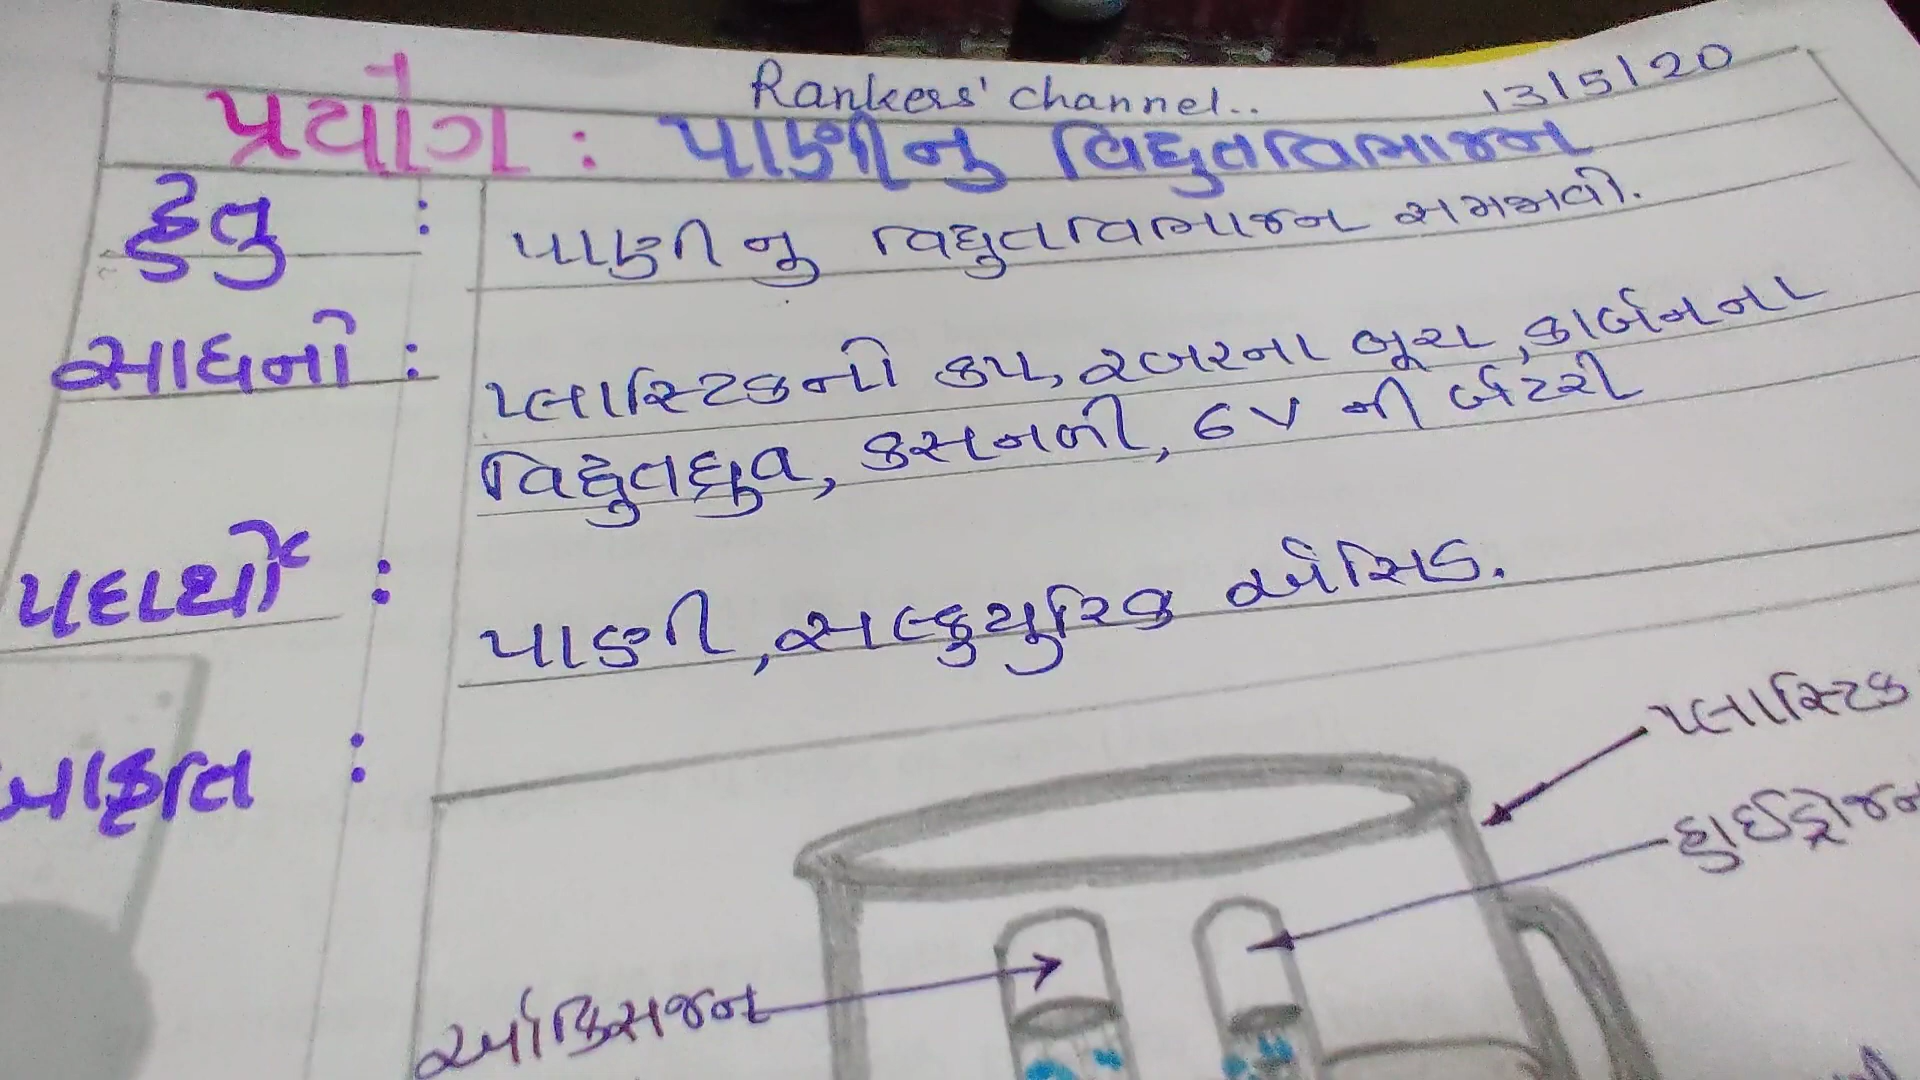 Rankers' channel..
13/5/20
પ્રયોગ : પાણીનુ વિદ્યુતવિભાજન
હેતુ : પાણીનુ વિદ્યુતવિભાજન સમજાવો.
સાધનો : પ્લાસ્ટિકનો કપ, રબરના બૂચ, કાર્બનના
વિદ્યુતધ્રુવ, કસનળી, 6V ની બેટરી
પદાર્થો : પાણી, સલ્ફ્યુરિક એસિડ.
આકૃતિ :
પ્લાસ્ટિક
હાઈડ્રોજન
ઓક્સિજન